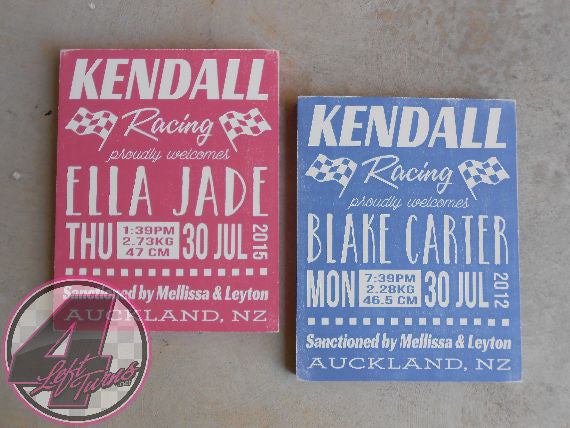 KENDALL
Racing
proudly welcomes
ELLA JADE
THU
1:39PM
2.73KG
47 CM
30 JUL
2015
Sanctioned by Mellissa & Leyton
AUCKLAND, NZ
KENDALL
Racing
proudly welcomes
BLAKE CARTER
MON
7:39PM
2.28KG
46.5 CM
30 JUL
2012
Sanctioned by Mellissa & Leyton
AUCKLAND, NZ
4
Left
Turns.net